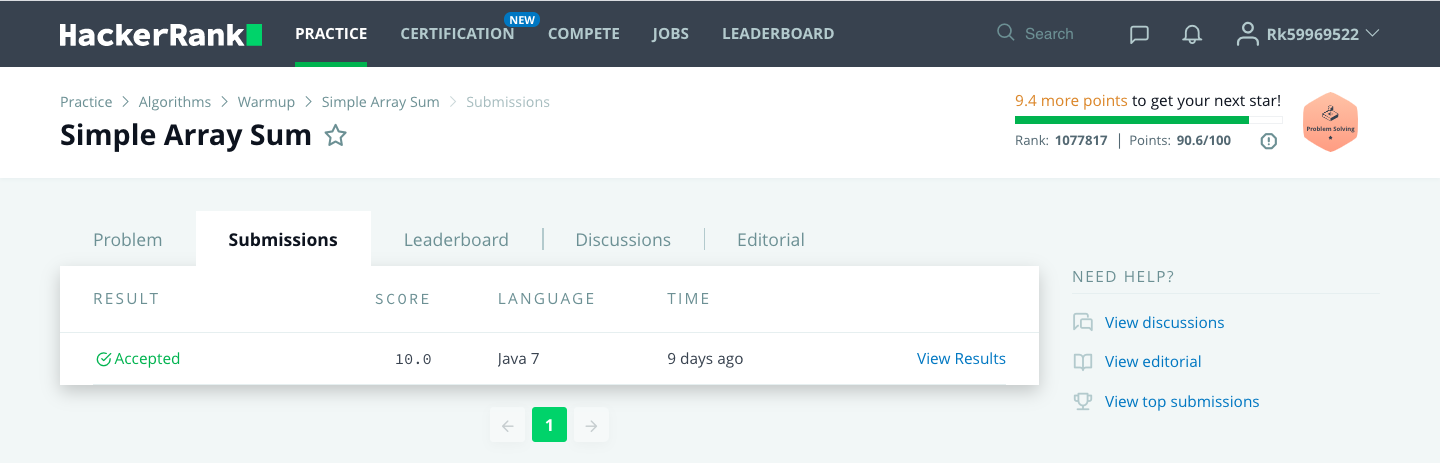 HackerRank PRACTICE CERTIFICATION NEW COMPETE JOBS LEADERBOARD Search Rk59969522
Practice Algorithms Warmup Simple Array Sum Submissions
Simple Array Sum
9.4 more points to get your next star!
Rank: 1077817 | Points: 90.6/100
Problem Solving
Problem Submissions Leaderboard Discussions Editorial
RESULT SCORE LANGUAGE TIME
Accepted 10.0 Java 7 9 days ago View Results
1
NEED HELP?
View discussions
View editorial
View top submissions